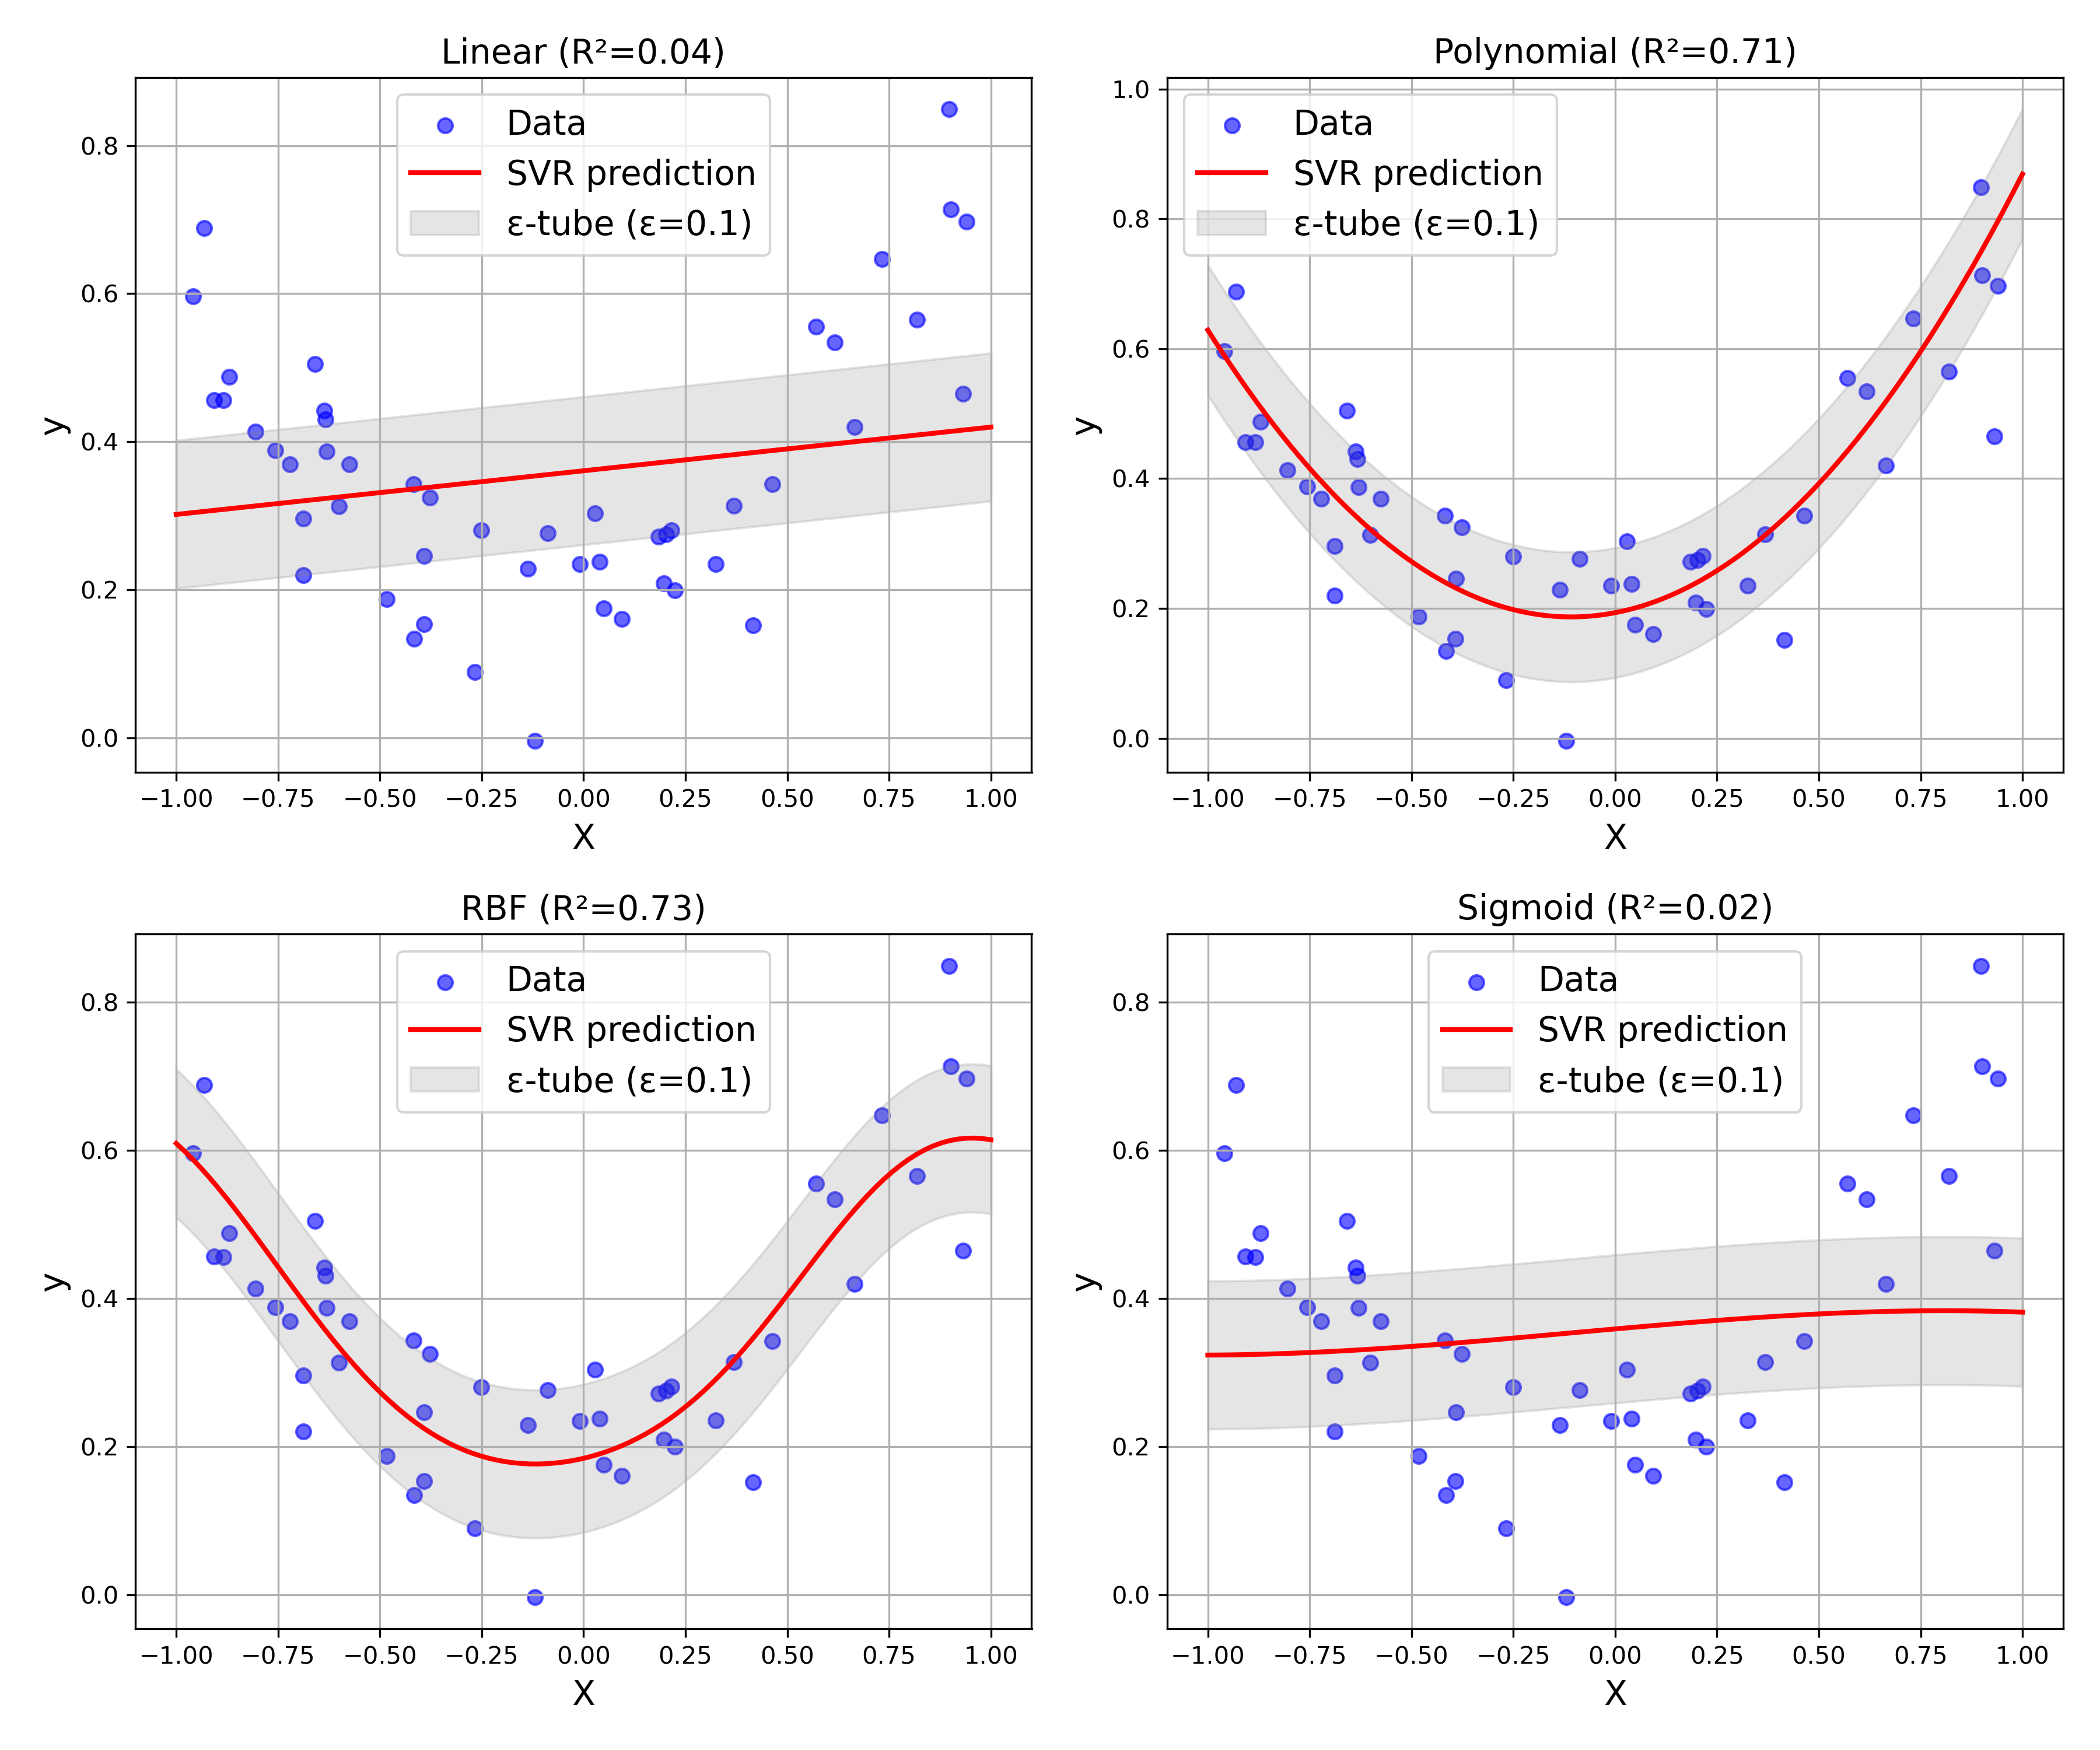 Linear (R²=0.04)
Data
SVR prediction
ε-tube (ε=0.1)
y
0.8
0.6
0.4
0.2
0.0
−1.00 −0.75 −0.50 −0.25 0.00 0.25 0.50 0.75 1.00
X
Polynomial (R²=0.71)
Data
SVR prediction
ε-tube (ε=0.1)
y
1.0
0.8
0.6
0.4
0.2
0.0
−1.00 −0.75 −0.50 −0.25 0.00 0.25 0.50 0.75 1.00
X
RBF (R²=0.73)
Data
SVR prediction
ε-tube (ε=0.1)
y
0.8
0.6
0.4
0.2
0.0
−1.00 −0.75 −0.50 −0.25 0.00 0.25 0.50 0.75 1.00
X
Sigmoid (R²=0.02)
Data
SVR prediction
ε-tube (ε=0.1)
y
0.8
0.6
0.4
0.2
0.0
−1.00 −0.75 −0.50 −0.25 0.00 0.25 0.50 0.75 1.00
X